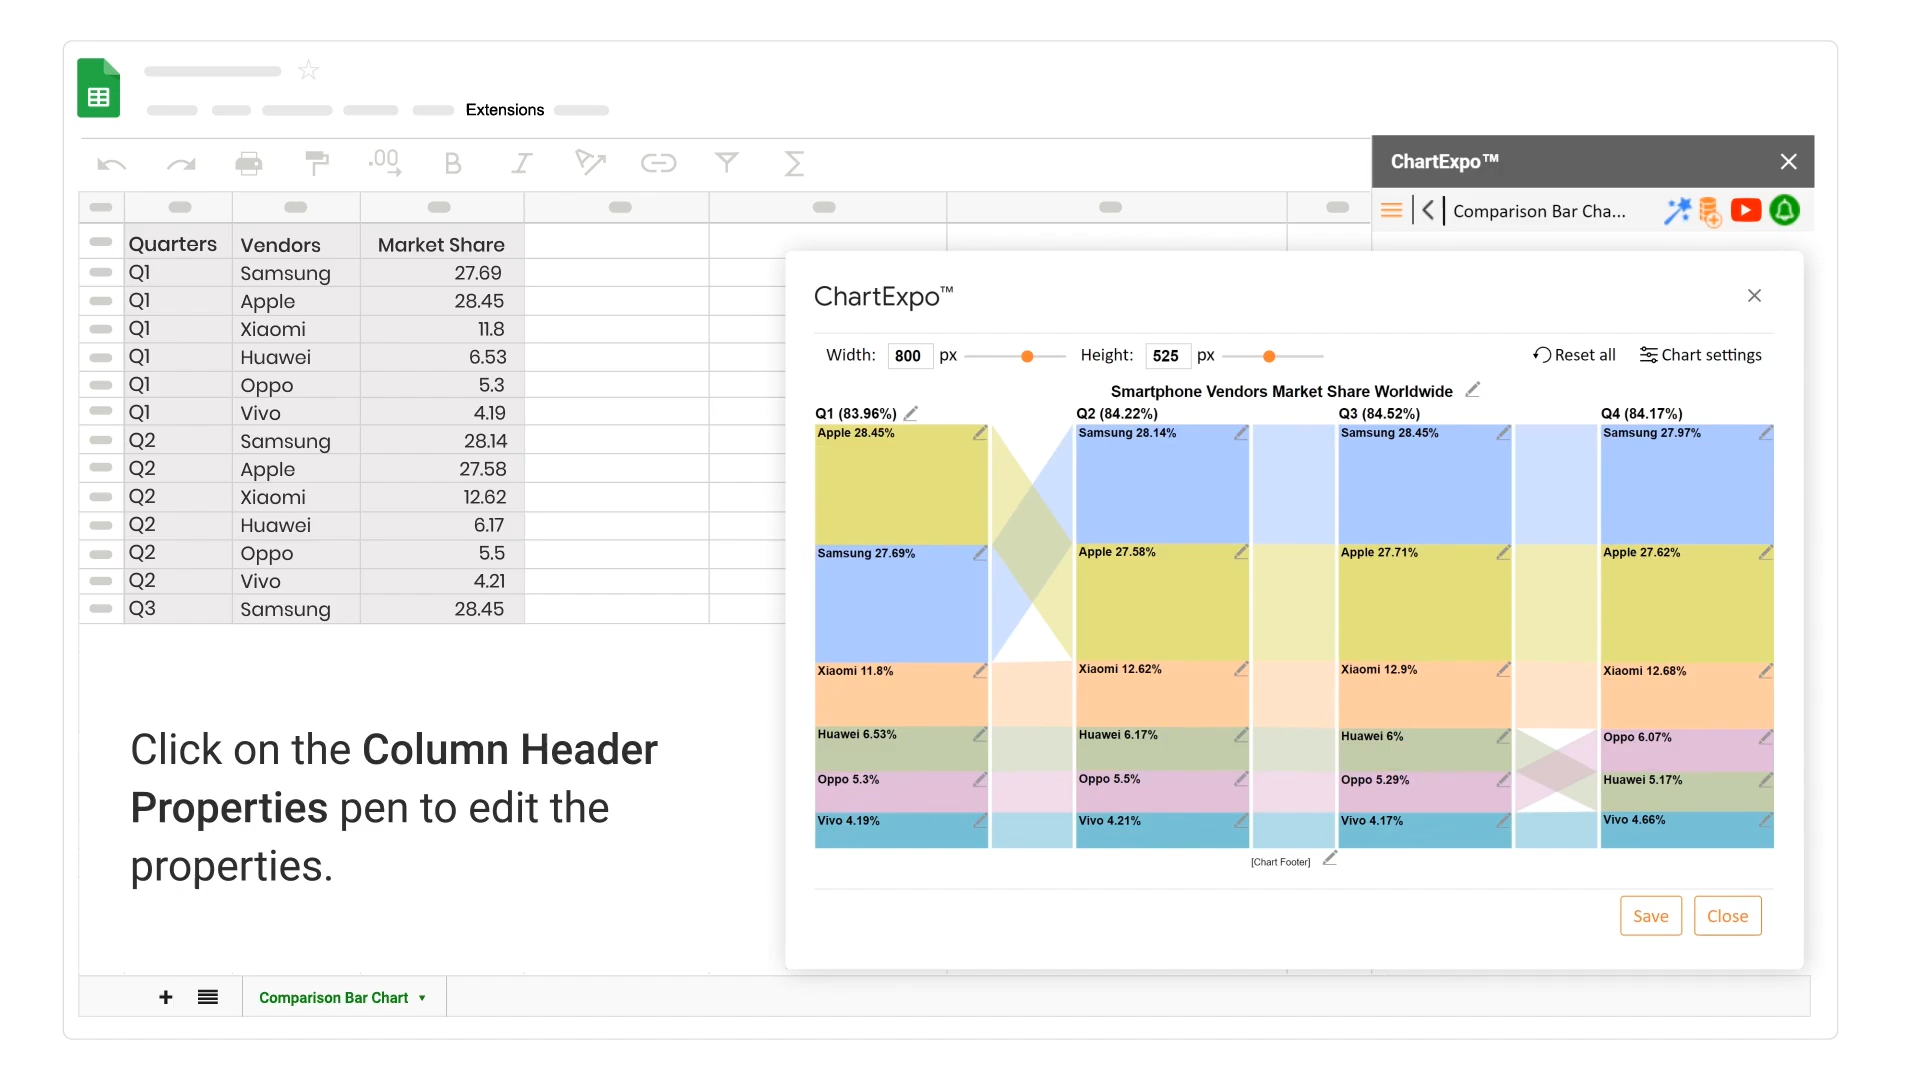 Extensions
.00
B
I
ChartExpo™
Comparison Bar Cha...
Quarters Vendors Market Share
Q1 Samsung 27.69
Q1 Apple 28.45
Q1 Xiaomi 11.8
Q1 Huawei 6.53
Q1 Oppo 5.3
Q1 Vivo 4.19
Q2 Samsung 28.14
Q2 Apple 27.58
Q2 Xiaomi 12.62
Q2 Huawei 6.17
Q2 Oppo 5.5
Q2 Vivo 4.21
Q3 Samsung 28.45
Click on the Column Header
Properties pen to edit the
properties.
ChartExpo™
Width: 800 px Height: 525 px Reset all Chart settings
Smartphone Vendors Market Share Worldwide
Q1 (83.96%) Q2 (84.22%) Q3 (84.52%) Q4 (84.17%)
Apple 28.45% Samsung 28.14% Samsung 28.45% Samsung 27.97%
Samsung 27.69% Apple 27.58% Apple 27.71% Apple 27.62%
Xiaomi 11.8% Xiaomi 12.62% Xiaomi 12.9% Xiaomi 12.68%
Huawei 6.53% Huawei 6.17% Huawei 6% Oppo 6.07%
Oppo 5.3% Oppo 5.5% Oppo 5.29% Huawei 5.17%
Vivo 4.19% Vivo 4.21% Vivo 4.17% Vivo 4.66%
[Chart Footer]
Save Close
Comparison Bar Chart